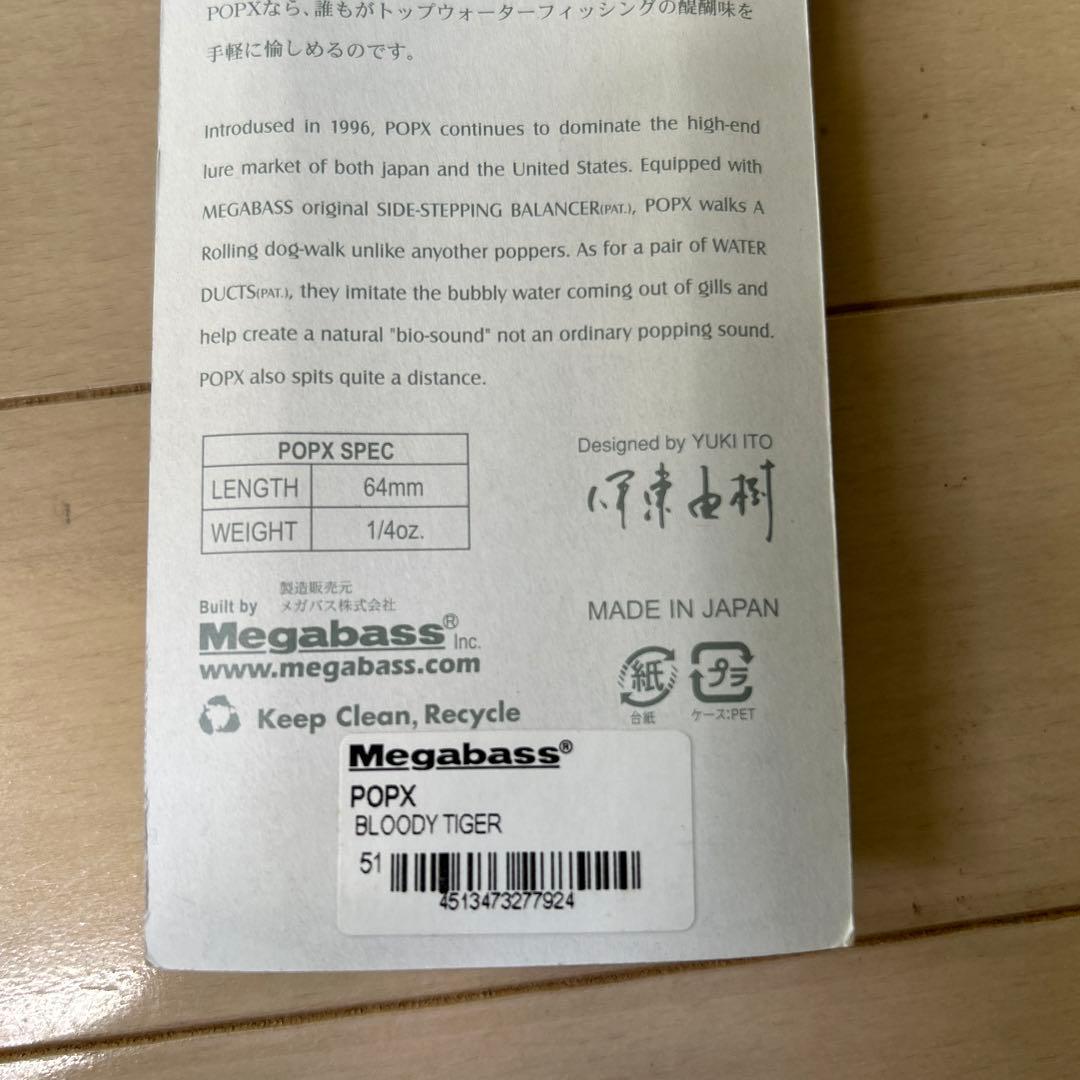 POPXなら、誰もがトップウォーターフィッシングの醍醐味を
手軽に愉しめるのです。
Introdused in 1996, POPX continues to dominate the high-end
lure market of both japan and the United States. Equipped with
MEGABASS original SIDE-STEPPING BALANCER(PAT.), POPX walks A
Rolling dog-walk unlike anyother poppers. As for a pair of WATER
DUCTS(PAT.), they imitate the bubbly water coming out of gills and
help create a natural "bio-sound" not an ordinary popping sound.
POPX also spits quite a distance.
POPX SPEC
LENGTH 64mm
WEIGHT 1/4oz.
Designed by YUKI ITO
伊東由樹
製造販売元
Built by メガバス株式会社
Megabass® Inc.
www.megabass.com
Keep Clean, Recycle
MADE IN JAPAN
紙 プラ
台紙 ケース:PET
Megabass®
POPX
BLOODY TIGER
51
4513473277924